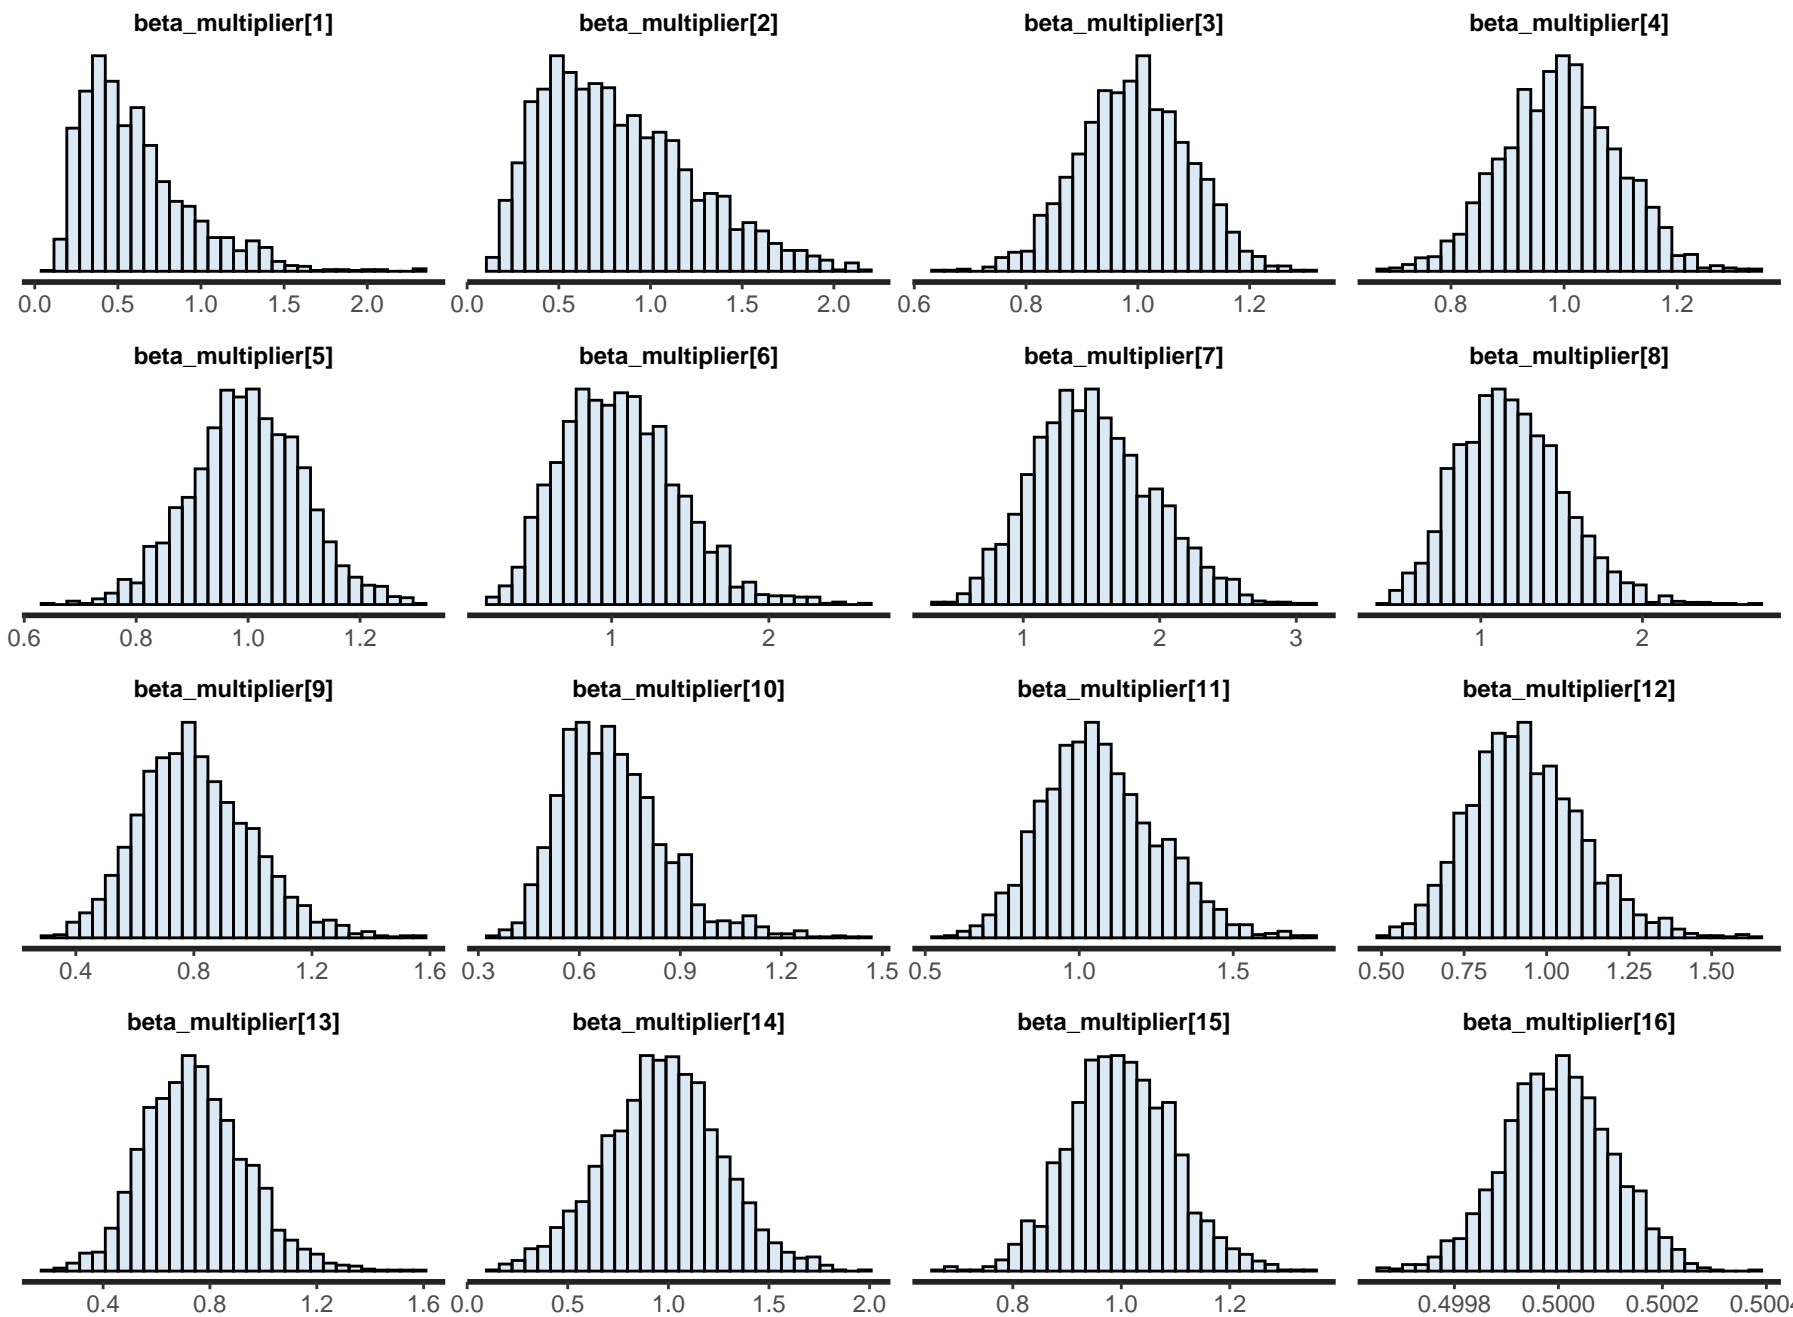 beta_multiplier[1] beta_multiplier[2] beta_multiplier[3] beta_multiplier[4]
0.0 0.5 1.0 1.5 2.0 0.0 0.5 1.0 1.5 2.0 0.6 0.8 1.0 1.2 0.8 1.0 1.2
beta_multiplier[5] beta_multiplier[6] beta_multiplier[7] beta_multiplier[8]
0.6 0.8 1.0 1.2 1 2 1 2 3 1 2
beta_multiplier[9] beta_multiplier[10] beta_multiplier[11] beta_multiplier[12]
0.4 0.8 1.2 1.6 0.3 0.6 0.9 1.2 1.5 0.5 1.0 1.5 0.50 0.75 1.00 1.25 1.50
beta_multiplier[13] beta_multiplier[14] beta_multiplier[15] beta_multiplier[16]
0.4 0.8 1.2 1.6 0.0 0.5 1.0 1.5 2.0 0.8 1.0 1.2 0.4998 0.5000 0.5002